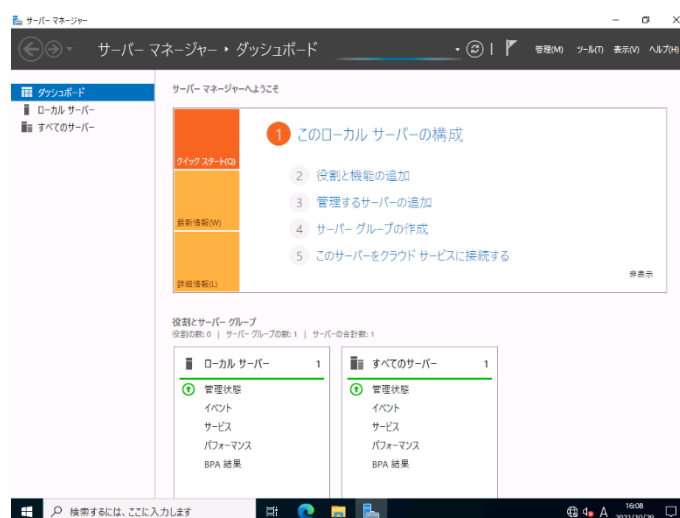 サーバー マネージャー
サーバー マネージャー ・ ダッシュボード
管理(M) ツール(T) 表示(V) ヘルプ(H)
ダッシュボード
ローカル サーバー
すべてのサーバー
サーバー マネージャーへようこそ
クイック スタート(Q)
最新情報(W)
詳細情報(L)
1 このローカル サーバーの構成
2 役割と機能の追加
3 管理するサーバーの追加
4 サーバー グループの作成
5 このサーバーをクラウド サービスに接続する
非表示
役割とサーバー グループ
役割の数: 0 | サーバー グループの数: 1 | サーバーの合計数: 1
ローカル サーバー 1
管理状態
イベント
サービス
パフォーマンス
BPA 結果
すべてのサーバー 1
管理状態
イベント
サービス
パフォーマンス
BPA 結果
検索するには、ここに入力します
A
16:08
2021/10/29